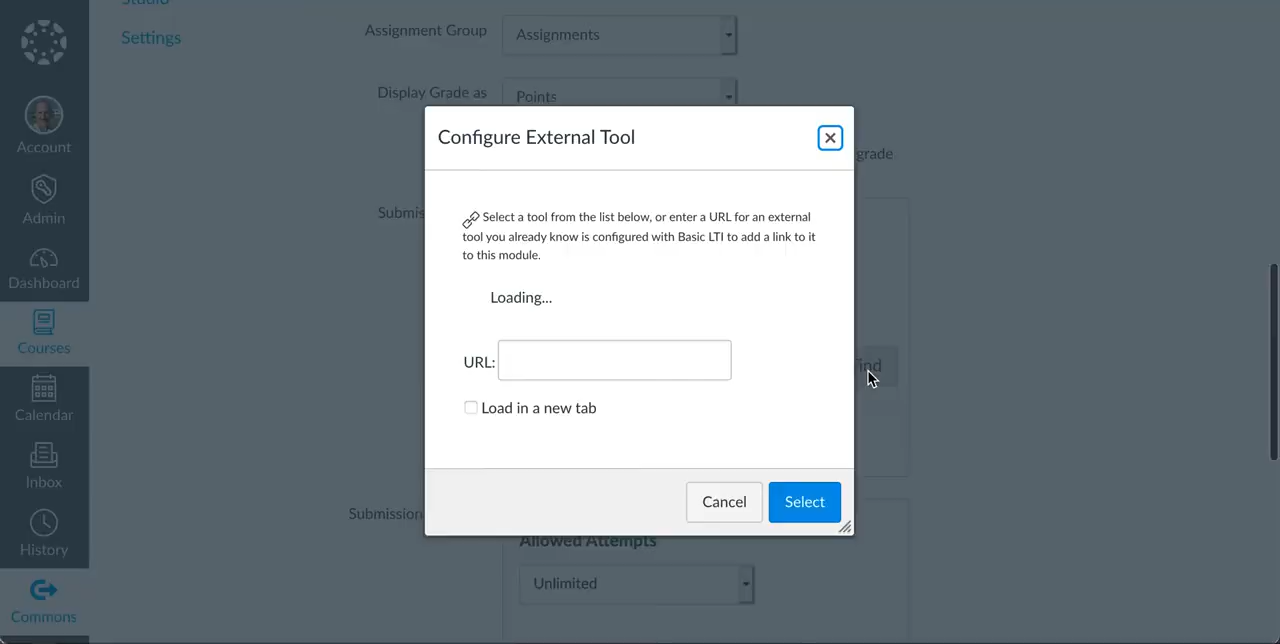 Studio
Settings
Account
Admin
Dashboard
Courses
Calendar
Inbox
History
Commons
Assignment Group
Assignments
Display Grade as
Points
grade
Submis
Configure External Tool
Select a tool from the list below, or enter a URL for an external
tool you already know is configured with Basic LTI to add a link to it
to this module.
Loading...
URL:
Load in a new tab
Cancel
Select
ind
Submission
Allowed Attempts
Unlimited